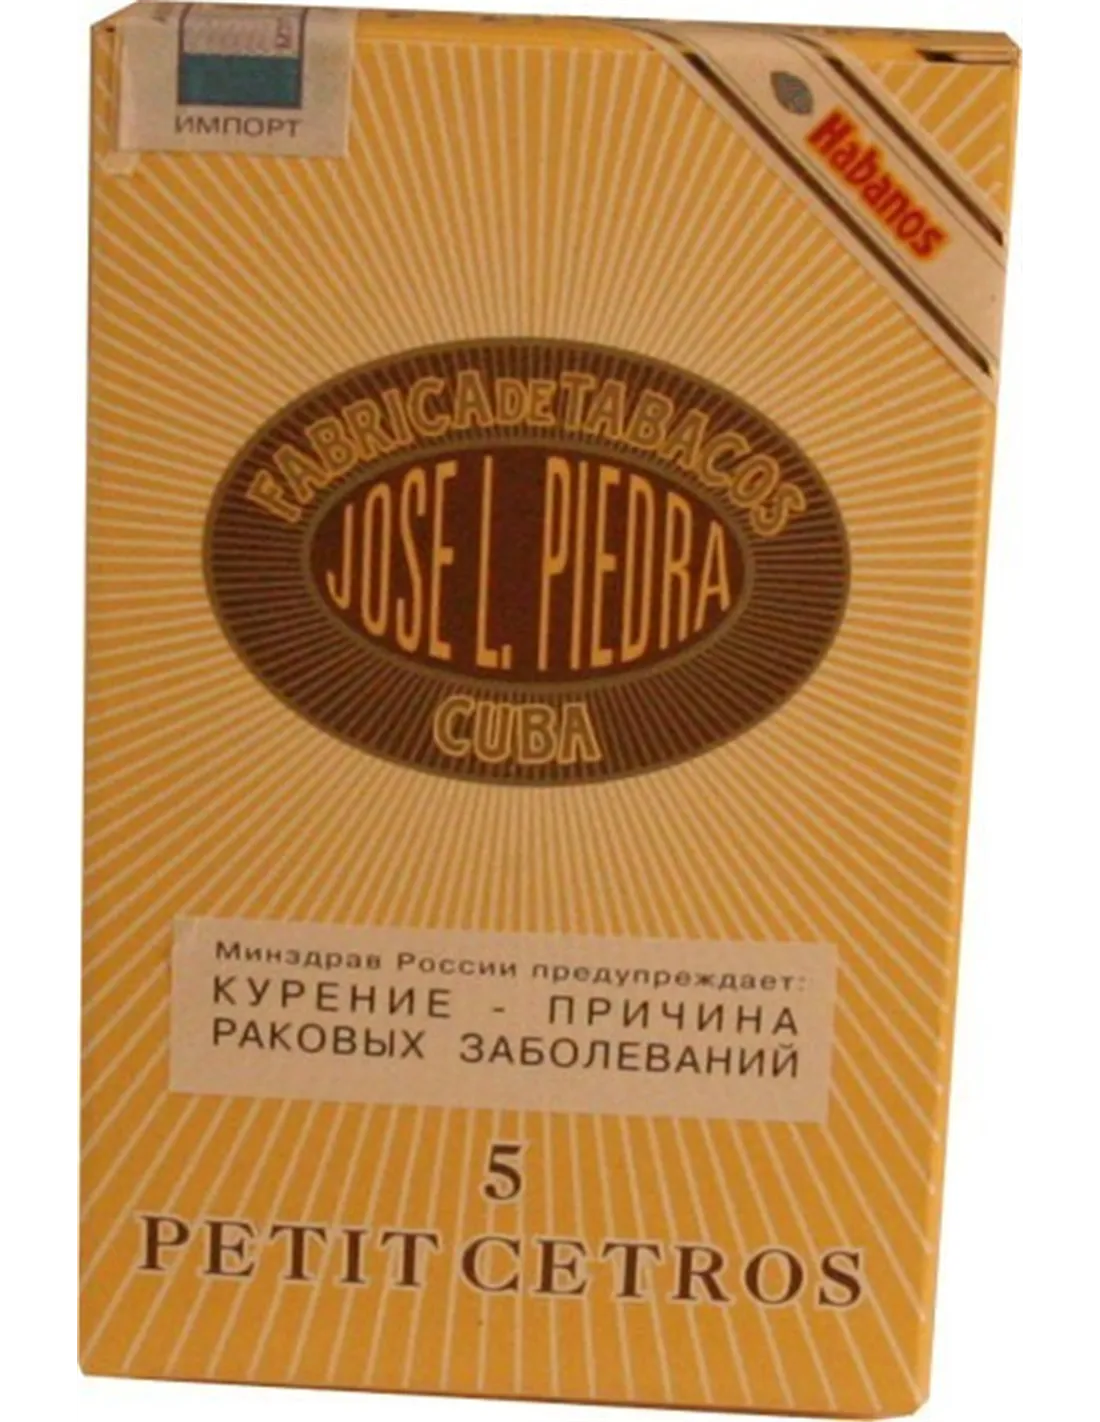 ИМПОРТ
Habanos
FABRICA DE TABACOS
JOSE L. PIEDRA
CUBA
Минздрав России предупреждает:
КУРЕНИЕ - ПРИЧИНА
РАКОВЫХ ЗАБОЛЕВАНИЙ
5
PETIT CETROS